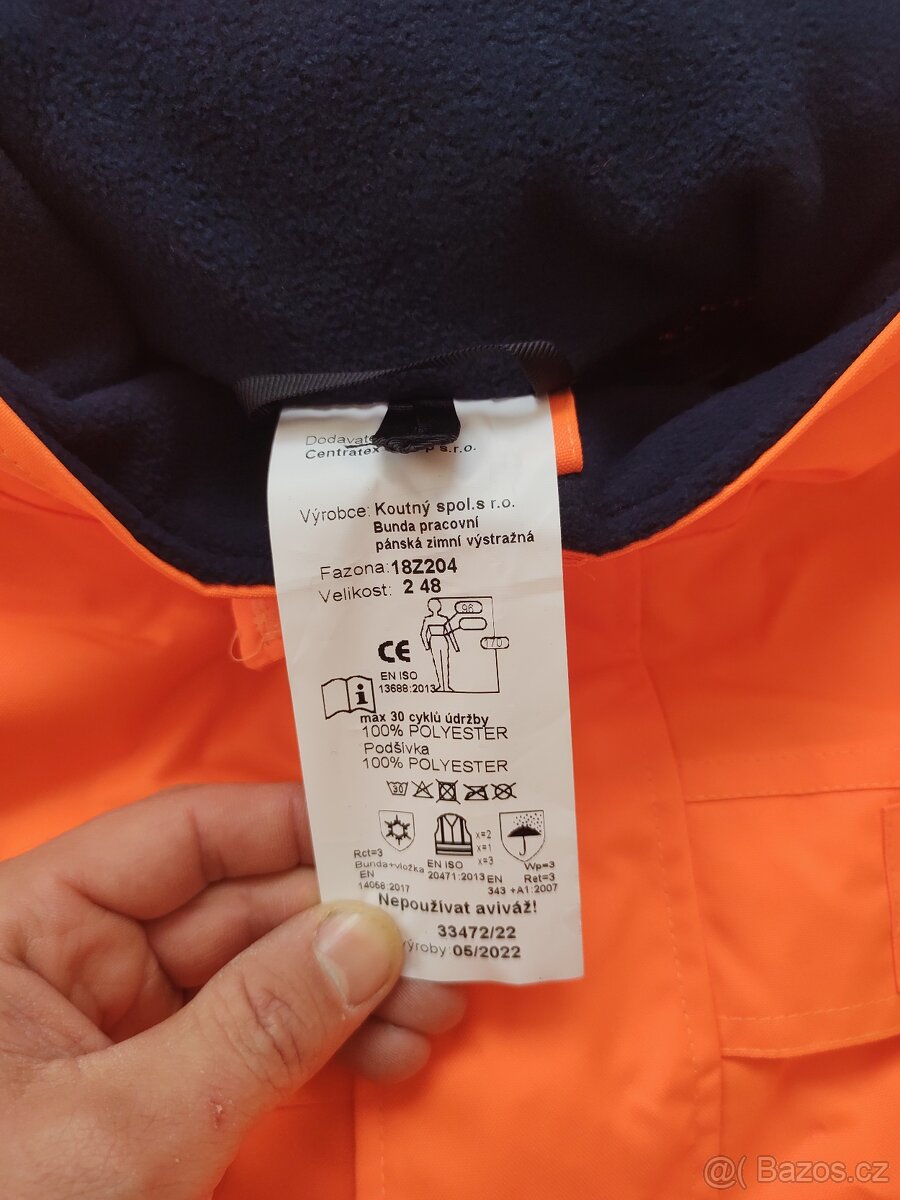 Centratex s.r.o.
Výrobce: Koutný spol.s r.o.
Bunda pracovní
pánská zimní výstražná
Fazona: 18Z204
Velikost: 2 48
96
170
CE
EN ISO
13688:2013
i
max 30 cyklů údržby
100% POLYESTER
Podšívka
100% POLYESTER
30
x=2
x=1
x=3
Rct=3
Bunda+vložka
EN
14058:2017
EN ISO
20471:2013
Wp=3
Ret=3
EN
343 +A1:2007
Nepoužívat aviváž!
33472/22
výroby 05/2022
@( Bazos.cz